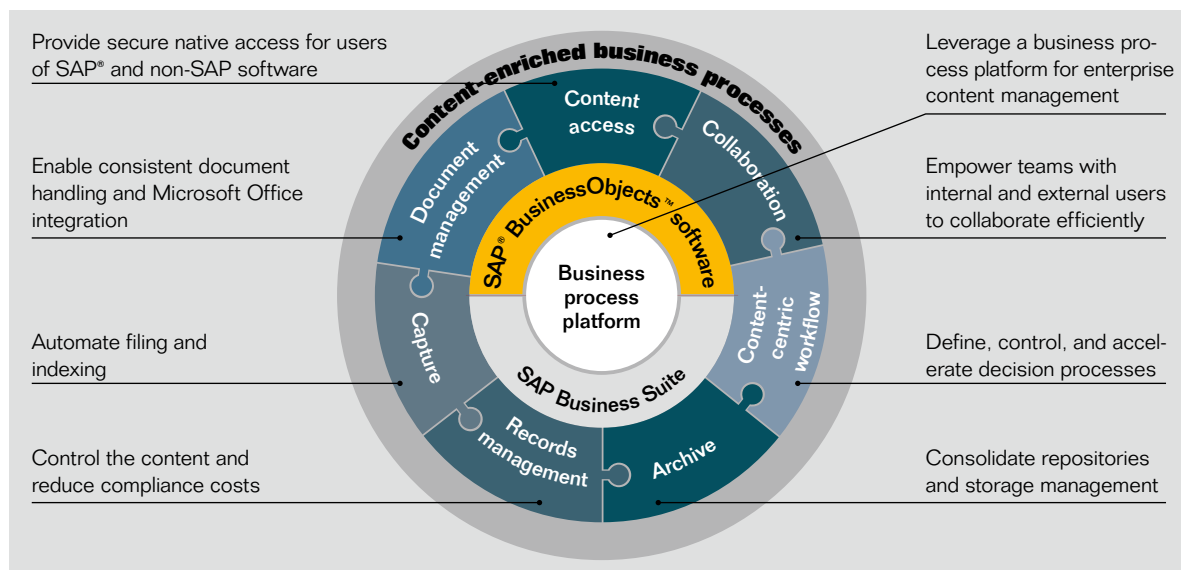 Provide secure native access for users
of SAP® and non-SAP software
Enable consistent document
handling and Microsoft Office
integration
Automate filing and
indexing
Control the content and
reduce compliance costs
Content-enriched business processes
Content
access
Collaboration
Content-
centric
workflow
Archive
Records
management
Capture
Document
management
SAP® BusinessObjects™ software
Business
process
platform
SAP Business Suite
Leverage a business pro-
cess platform for enterprise
content management
Empower teams with
internal and external users
to collaborate efficiently
Define, control, and accel-
erate decision processes
Consolidate repositories
and storage management